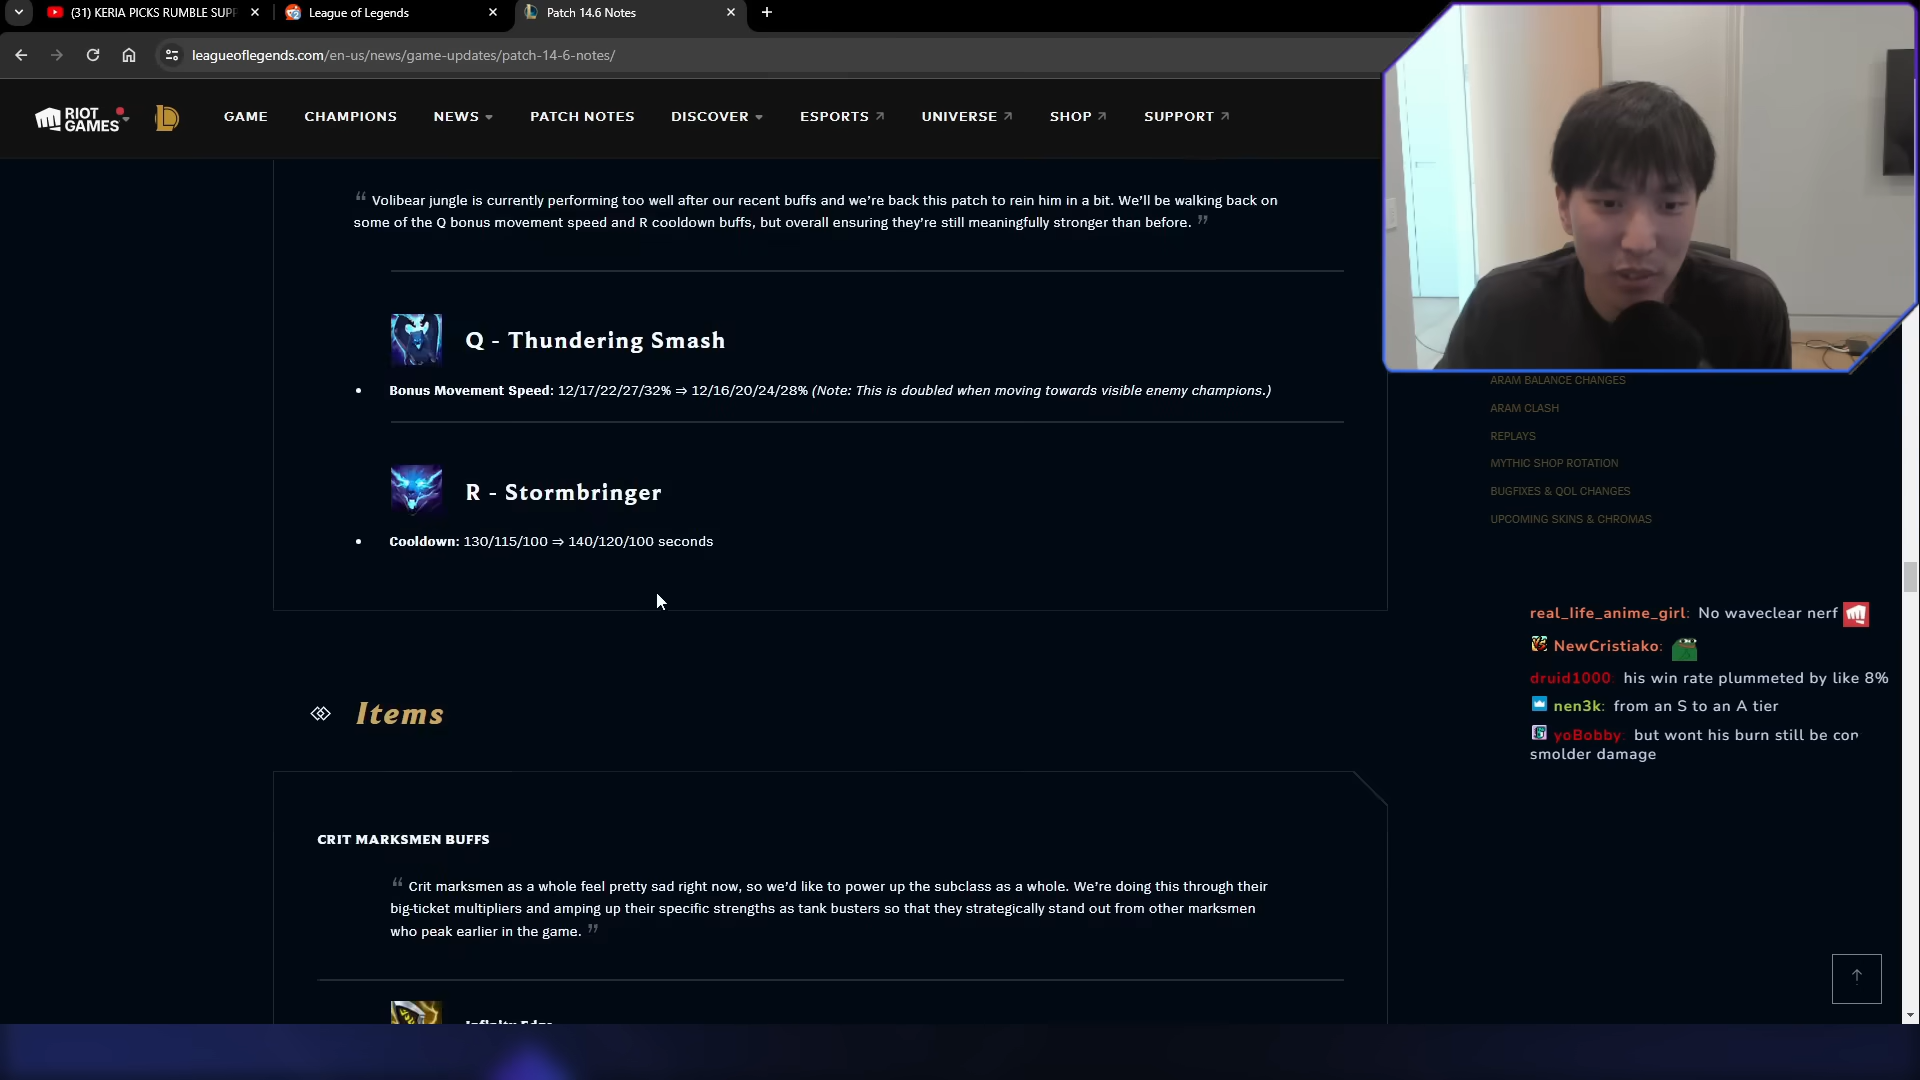 (31) KERIA PICKS RUMBLE SUPP
League of Legends
Patch 14.6 Notes
leagueoflegends.com/en-us/news/game-updates/patch-14-6-notes/
RIOT GAMES
GAME
CHAMPIONS
NEWS
PATCH NOTES
DISCOVER
ESPORTS
UNIVERSE
SHOP
SUPPORT
“ Volibear jungle is currently performing too well after our recent buffs and we’re back this patch to rein him in a bit. We’ll be walking back on
some of the Q bonus movement speed and R cooldown buffs, but overall ensuring they’re still meaningfully stronger than before. ”
Q - Thundering Smash
• Bonus Movement Speed: 12/17/22/27/32% ⇒ 12/16/20/24/28% (Note: This is doubled when moving towards visible enemy champions.)
R - Stormbringer
• Cooldown: 130/115/100 ⇒ 140/120/100 seconds
Items
CRIT MARKSMEN BUFFS
“ Crit marksmen as a whole feel pretty sad right now, so we’d like to power up the subclass as a whole. We’re doing this through their
big-ticket multipliers and amping up their specific strengths as tank busters so that they strategically stand out from other marksmen
who peak earlier in the game. ”
Infinity Edge
ARAM BALANCE CHANGES
ARAM CLASH
REPLAYS
MYTHIC SHOP ROTATION
BUGFIXES & QOL CHANGES
UPCOMING SKINS & CHROMAS
real_life_anime_girl: No waveclear nerf
NewCristiako:
druid1000: his win rate plummeted by like 8%
nen3k: from an S to an A tier
yoBobby: but wont his burn still be
smolder damage